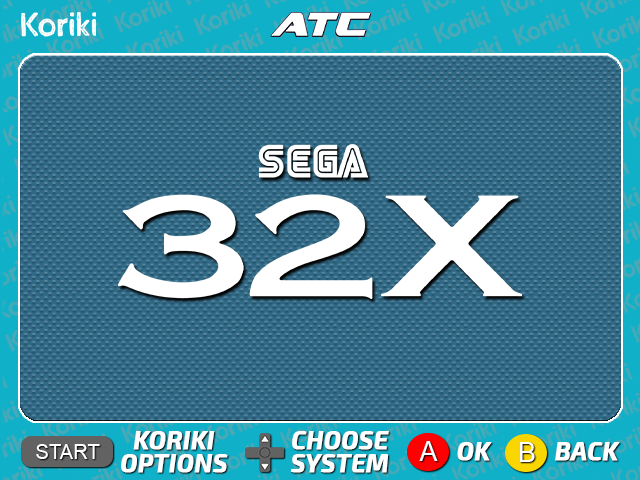 Koriki
ATC
SEGA
32X
START
KORIKI
OPTIONS
CHOOSE
SYSTEM
A
OK
B
BACK